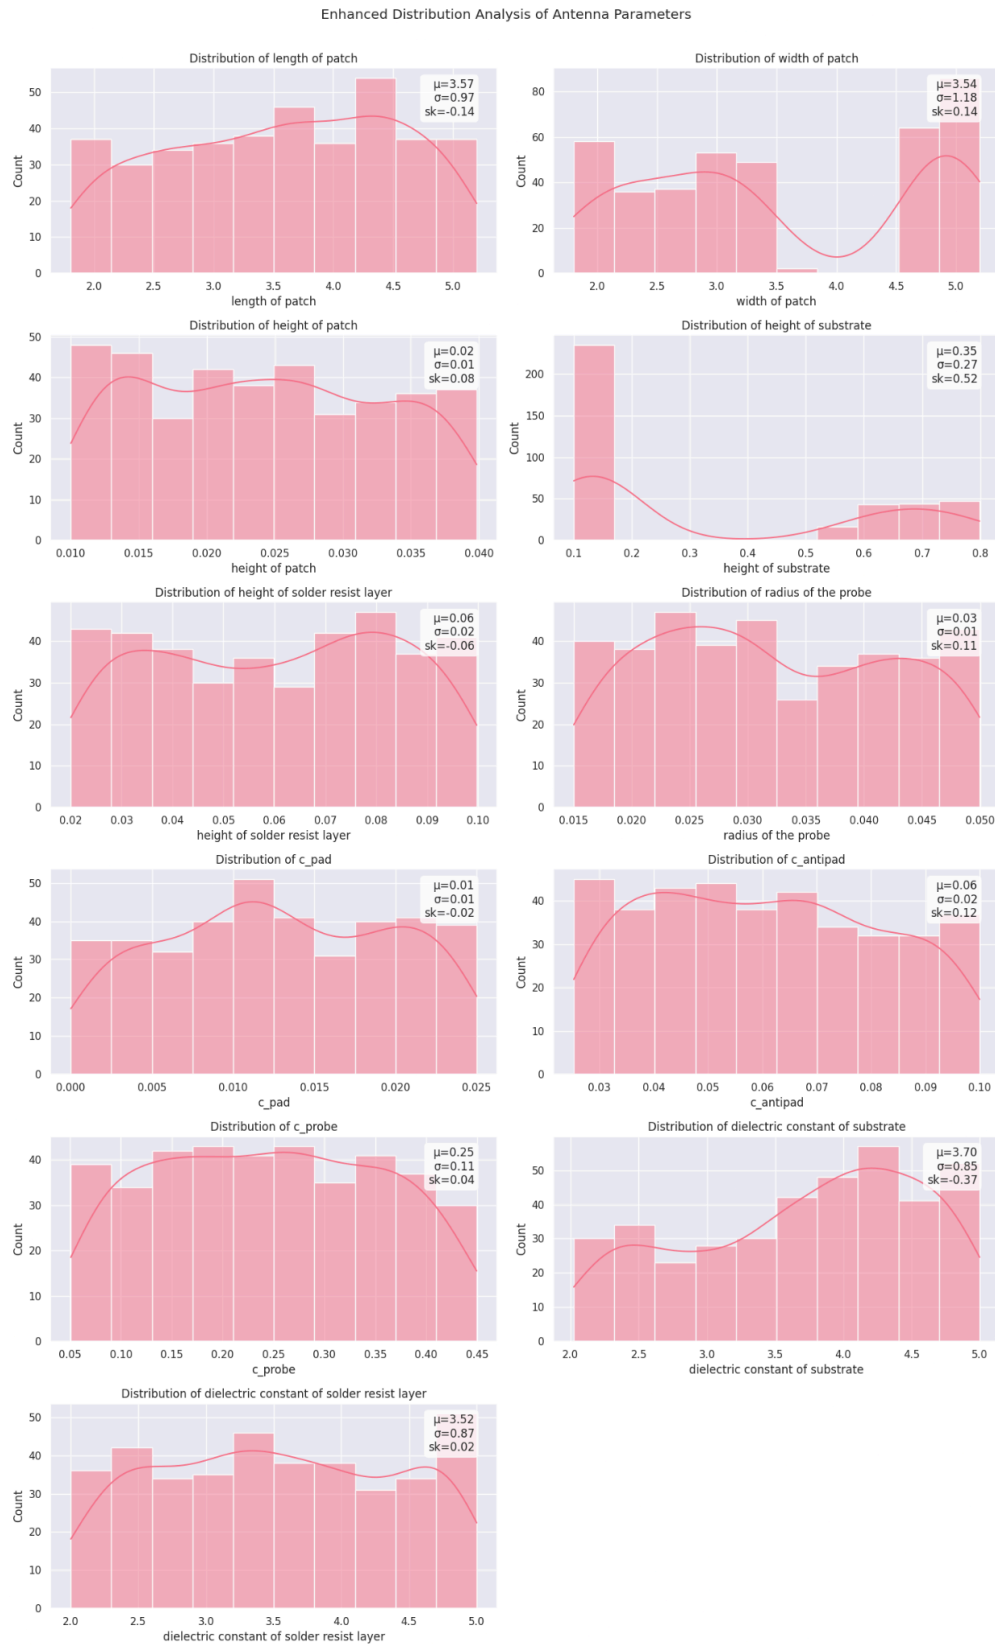 Enhanced Distribution Analysis of Antenna Parameters
Distribution of length of patch
μ=3.57
σ=0.97
sk=-0.14
Count
50
40
30
20
10
0
2.0 2.5 3.0 3.5 4.0 4.5 5.0
length of patch
Distribution of width of patch
μ=3.54
σ=1.18
sk=0.14
Count
80
60
40
20
0
2.0 2.5 3.0 3.5 4.0 4.5 5.0
width of patch
Distribution of height of patch
μ=0.02
σ=0.01
sk=0.08
Count
50
40
30
20
10
0
0.010 0.015 0.020 0.025 0.030 0.035 0.040
height of patch
Distribution of height of substrate
μ=0.35
σ=0.27
sk=0.52
Count
200
150
100
50
0
0.1 0.2 0.3 0.4 0.5 0.6 0.7 0.8
height of substrate
Distribution of height of solder resist layer
μ=0.06
σ=0.02
sk=-0.06
Count
40
30
20
10
0
0.02 0.03 0.04 0.05 0.06 0.07 0.08 0.09 0.10
height of solder resist layer
Distribution of radius of the probe
μ=0.03
σ=0.01
sk=0.11
Count
40
30
20
10
0
0.015 0.020 0.025 0.030 0.035 0.040 0.045 0.050
radius of the probe
Distribution of c_pad
μ=0.01
σ=0.01
sk=-0.02
Count
50
40
30
20
10
0
0.000 0.005 0.010 0.015 0.020 0.025
c_pad
Distribution of c_antipad
μ=0.06
σ=0.02
sk=0.12
Count
40
30
20
10
0
0.03 0.04 0.05 0.06 0.07 0.08 0.09 0.10
c_antipad
Distribution of c_probe
μ=0.25
σ=0.11
sk=0.04
Count
40
30
20
10
0
0.05 0.10 0.15 0.20 0.25 0.30 0.35 0.40 0.45
c_probe
Distribution of dielectric constant of substrate
μ=3.70
σ=0.85
sk=-0.37
Count
50
40
30
20
10
0
2.0 2.5 3.0 3.5 4.0 4.5 5.0
dielectric constant of substrate
Distribution of dielectric constant of solder resist layer
μ=3.52
σ=0.87
sk=0.02
Count
50
40
30
20
10
0
2.0 2.5 3.0 3.5 4.0 4.5 5.0
dielectric constant of solder resist layer